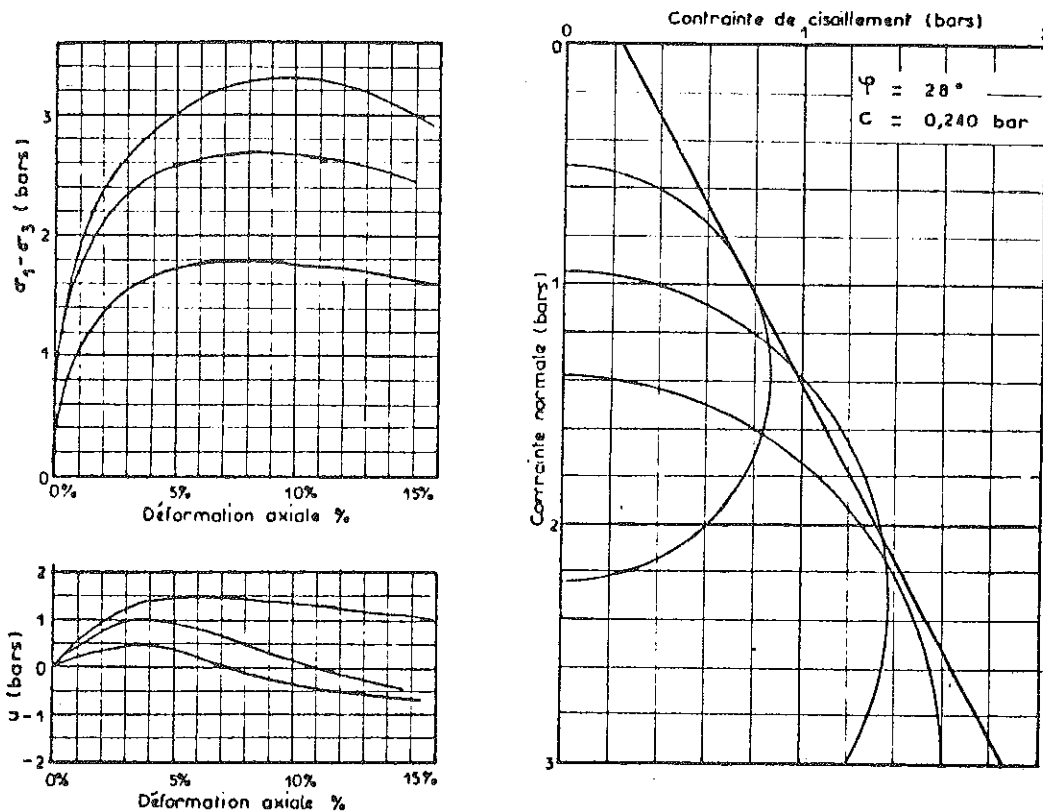 σ1 - σ3 (bars)
3
2
1
0
0%
5%
10%
15%
Déformation axiale %
U (bars)
2
1
0
-1
-2
0%
5%
10%
15%
Déformation axiale %
Contrainte de cisaillement (bars)
0
1
Contrainte normale (bars)
0
1
2
3
φ = 28°
C = 0,240 bar